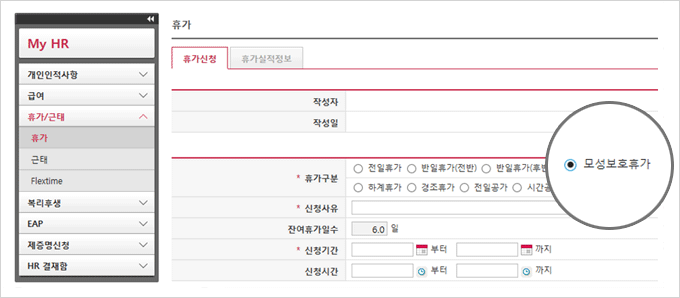 휴가
My HR
개인인적사항
급여
휴가/근태
휴가
근태
Flextime
복리후생
EAP
제증명신청
HR 결재함
휴가신청 휴가실적정보
작성자
작성일
* 휴가구분 전일휴가 반일휴가(전반) 반일휴가(후반
하계휴가 경조휴가 전일공가 시간공
모성보호휴가
* 신청사유
잔여휴가일수 6.0 일
* 신청기간 부터 까지
신청시간 부터 까지